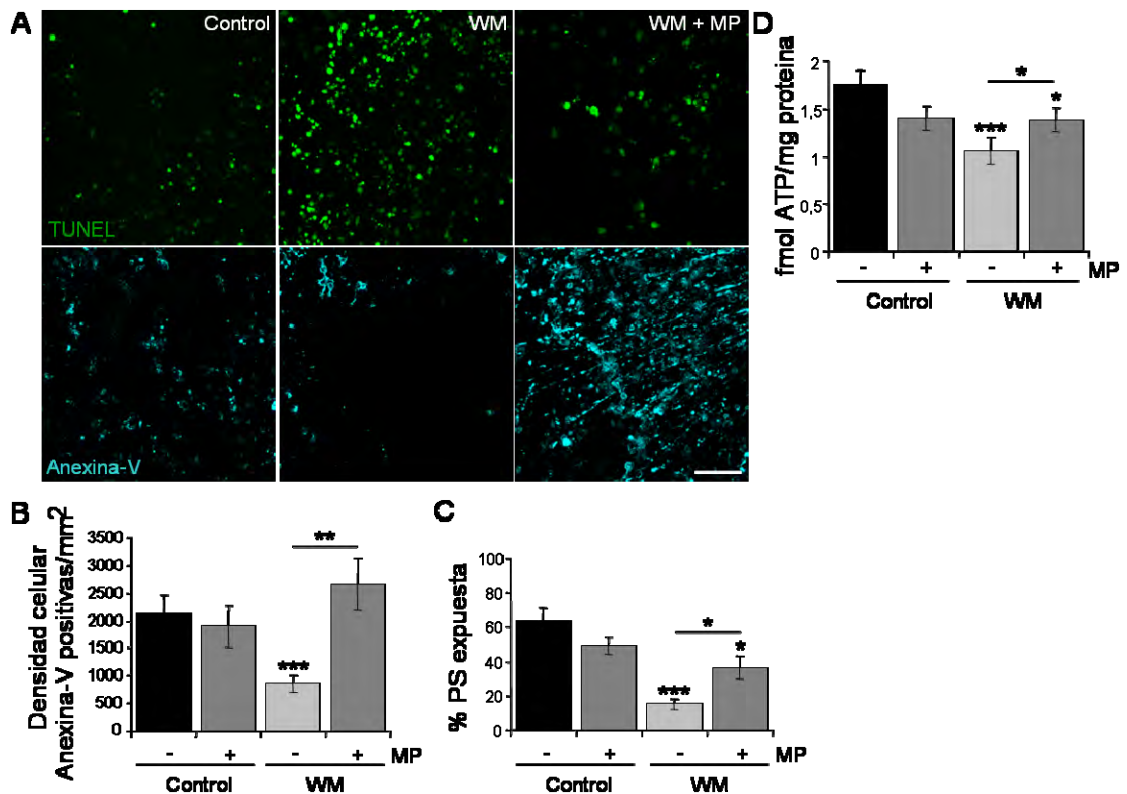 A
Control
WM
WM + MP
TUNEL
Anexina-V
B
Densidad celular
Anexina-V positivas/mm2
3500
3000
2500
2000
1500
1000
500
0
***
**
- + - + MP
Control WM
C
% PS expuesta
100
80
60
40
20
0
***
*
*
- + - + MP
Control WM
D
fmol ATP/mg proteina
2
1,5
1
0,5
0
***
*
*
- + - + MP
Control WM